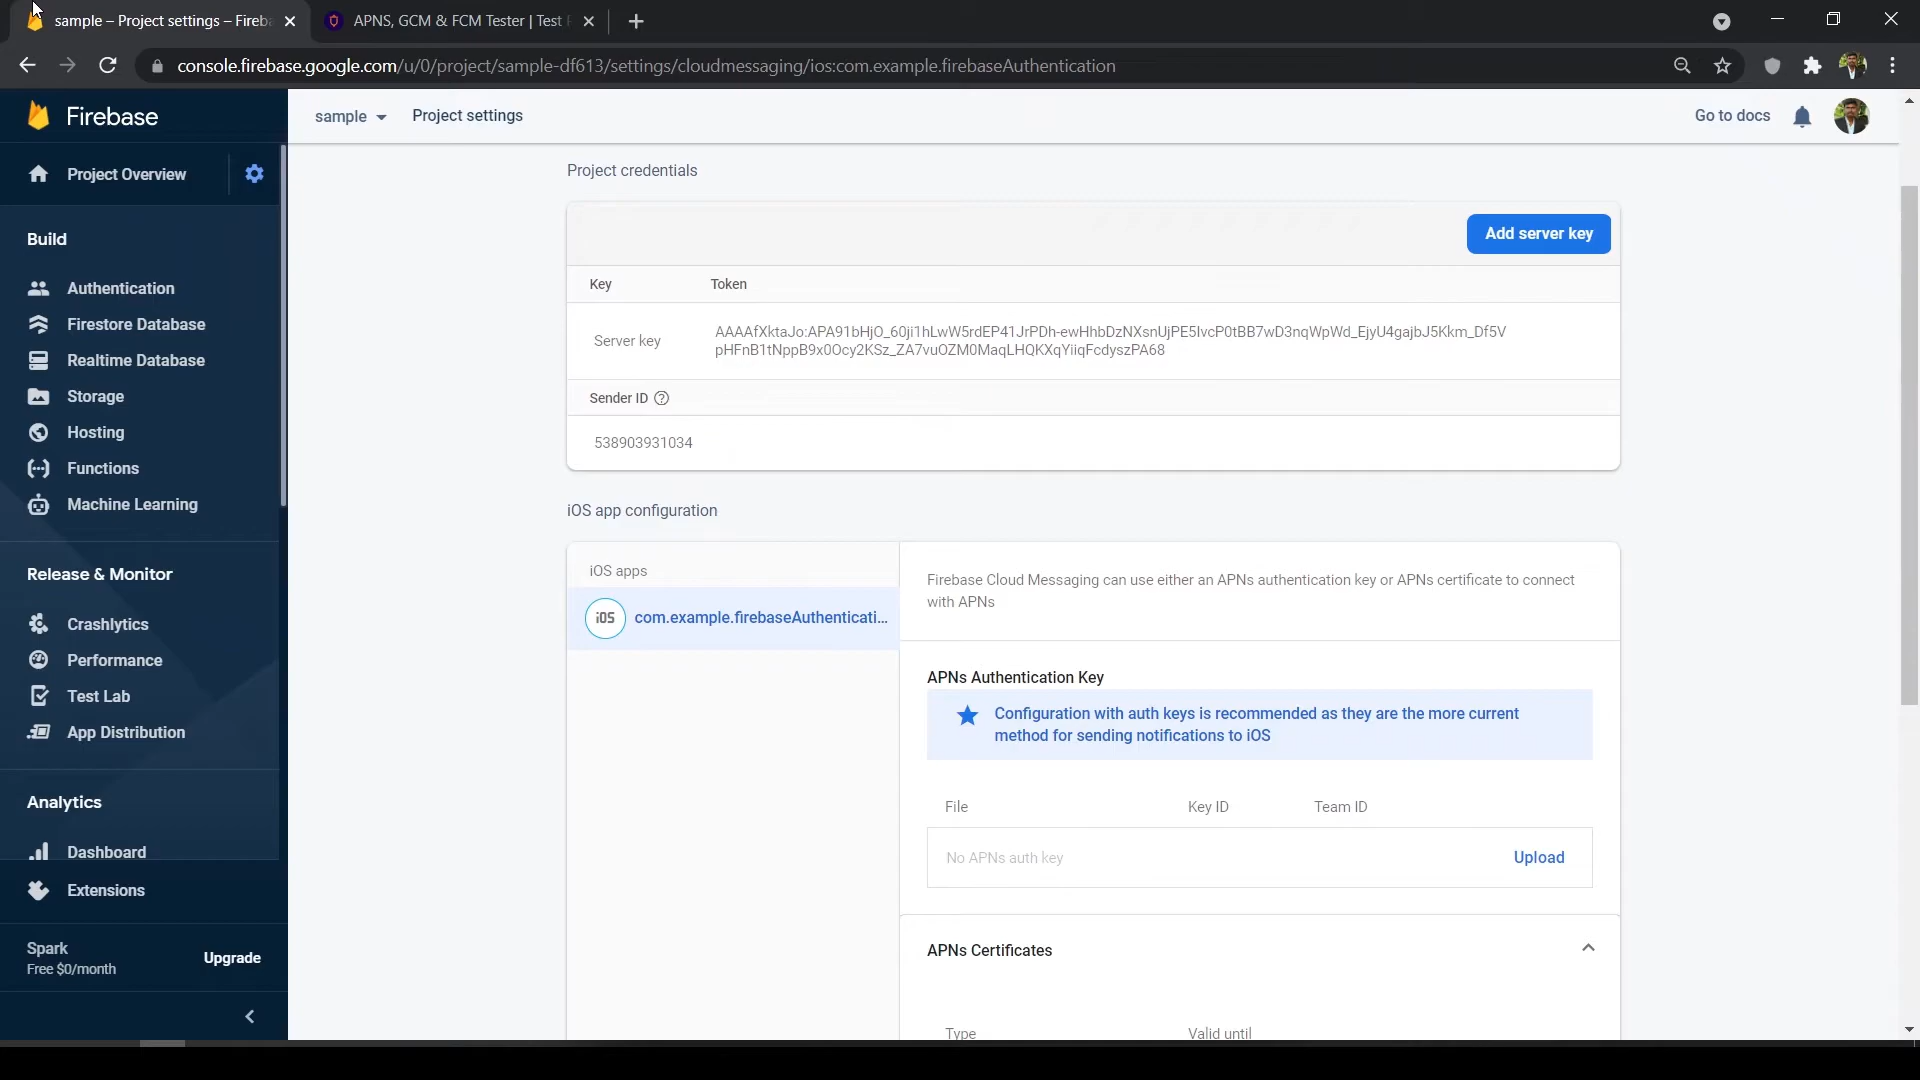 sample – Project settings – Fireb
APNS, GCM & FCM Tester | Test
console.firebase.google.com/u/0/project/sample-df613/settings/cloudmessaging/ios:com.example.firebaseAuthentication
Firebase
sample
Project settings
Go to docs
Project Overview
Build
Authentication
Firestore Database
Realtime Database
Storage
Hosting
Functions
Machine Learning
Release & Monitor
Crashlytics
Performance
Test Lab
App Distribution
Analytics
Dashboard
Extensions
Spark
Free $0/month
Upgrade
Project credentials
Add server key
Key
Token
Server key
AAAAfXktaJo:APA91bHjO_60ji1hLwW5rdEP41JrPDh-ewHhbDzNXsnUjPE5IvcP0tBB7wD3nqWpWd_EjyU4gajbJ5Kkm_Df5V
pHFnB1tNppB9x0Ocy2KSz_ZA7vuOZM0MaqLHQKXqYiiqFcdyszPA68
Sender ID
538903931034
iOS app configuration
iOS apps
iOS
com.example.firebaseAuthenticati...
Firebase Cloud Messaging can use either an APNs authentication key or APNs certificate to connect
with APNs
APNs Authentication Key
Configuration with auth keys is recommended as they are the more current
method for sending notifications to iOS
File
Key ID
Team ID
No APNs auth key
Upload
APNs Certificates
Type
Valid until